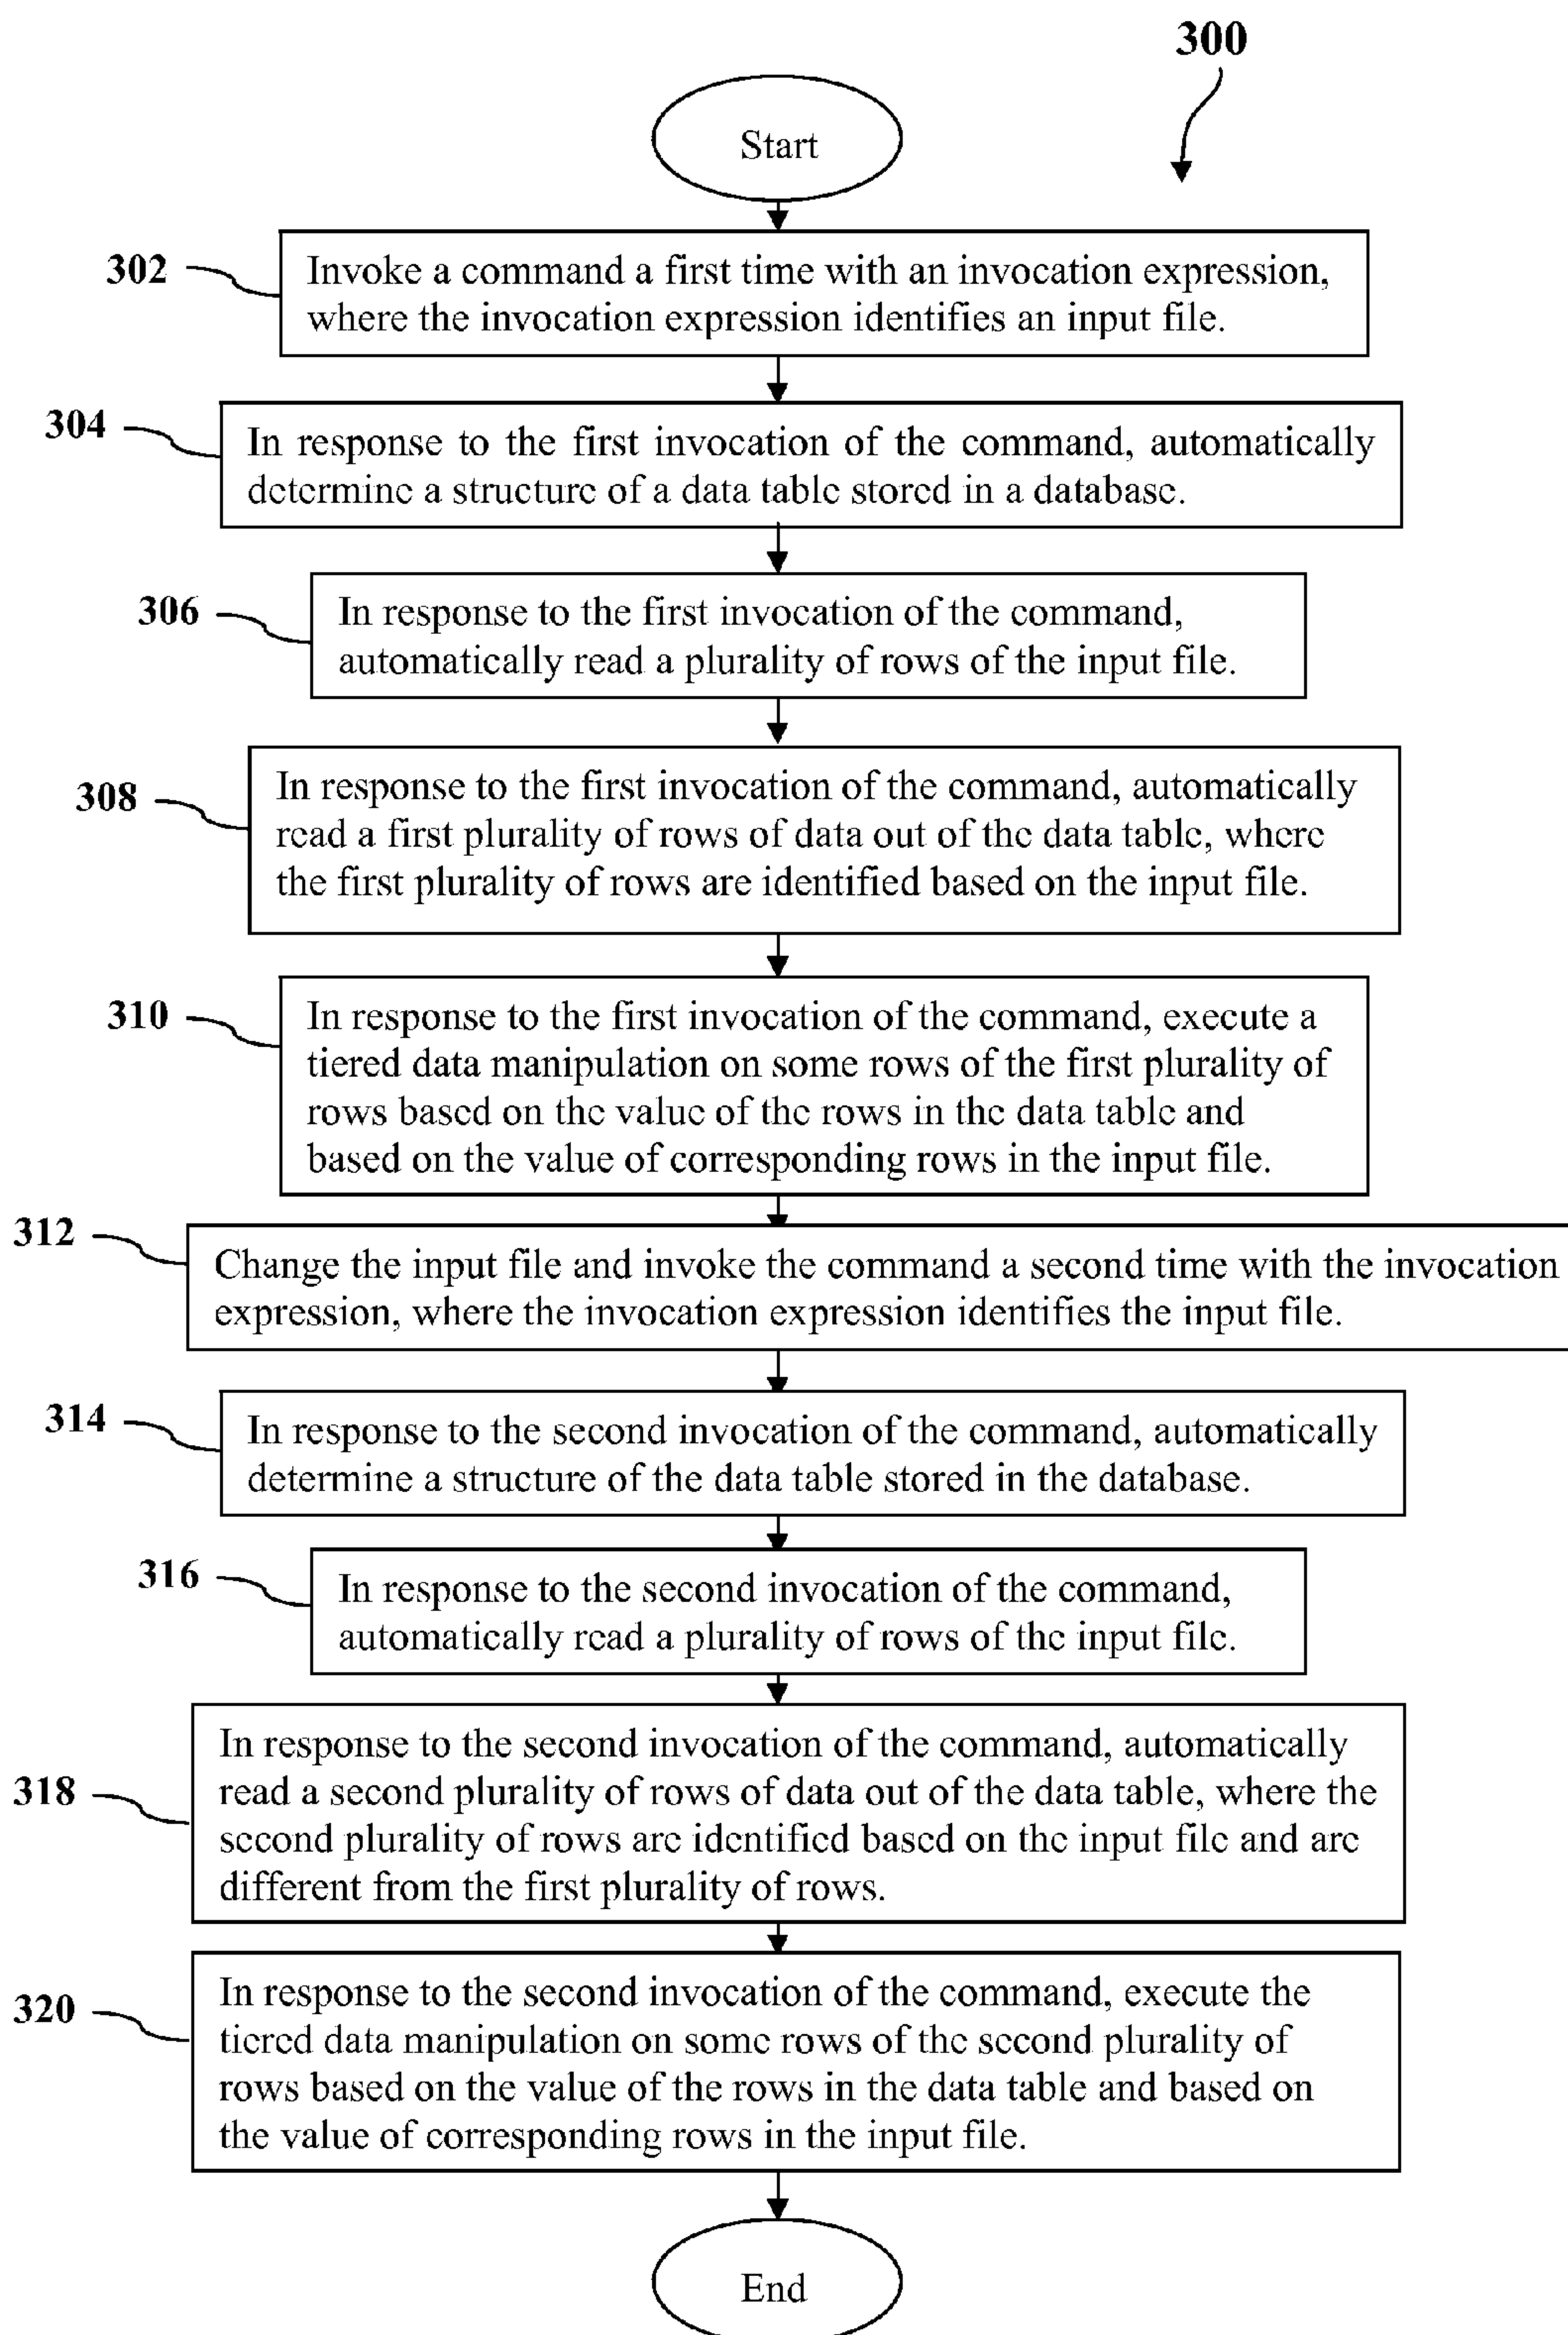 300
Start
302
Invoke a command a first time with an invocation expression,
where the invocation expression identifies an input file.
304
In response to the first invocation of the command, automatically
determine a structure of a data table stored in a database.
306
In response to the first invocation of the command,
automatically read a plurality of rows of the input file.
308
In response to the first invocation of the command, automatically
read a first plurality of rows of data out of the data table, where
the first plurality of rows are identified based on the input file.
310
In response to the first invocation of the command, execute a
tiered data manipulation on some rows of the first plurality of
rows based on the value of the rows in the data table and
based on the value of corresponding rows in the input file.
312
Change the input file and invoke the command a second time with the invocation
expression, where the invocation expression identifies the input file.
314
In response to the second invocation of the command, automatically
determine a structure of the data table stored in the database.
316
In response to the second invocation of the command,
automatically read a plurality of rows of the input file.
318
In response to the second invocation of the command, automatically
read a second plurality of rows of data out of the data table, where the
second plurality of rows are identified based on the input file and are
different from the first plurality of rows.
320
In response to the second invocation of the command, execute the
tiered data manipulation on some rows of the second plurality of
rows based on the value of the rows in the data table and based on
the value of corresponding rows in the input file.
End